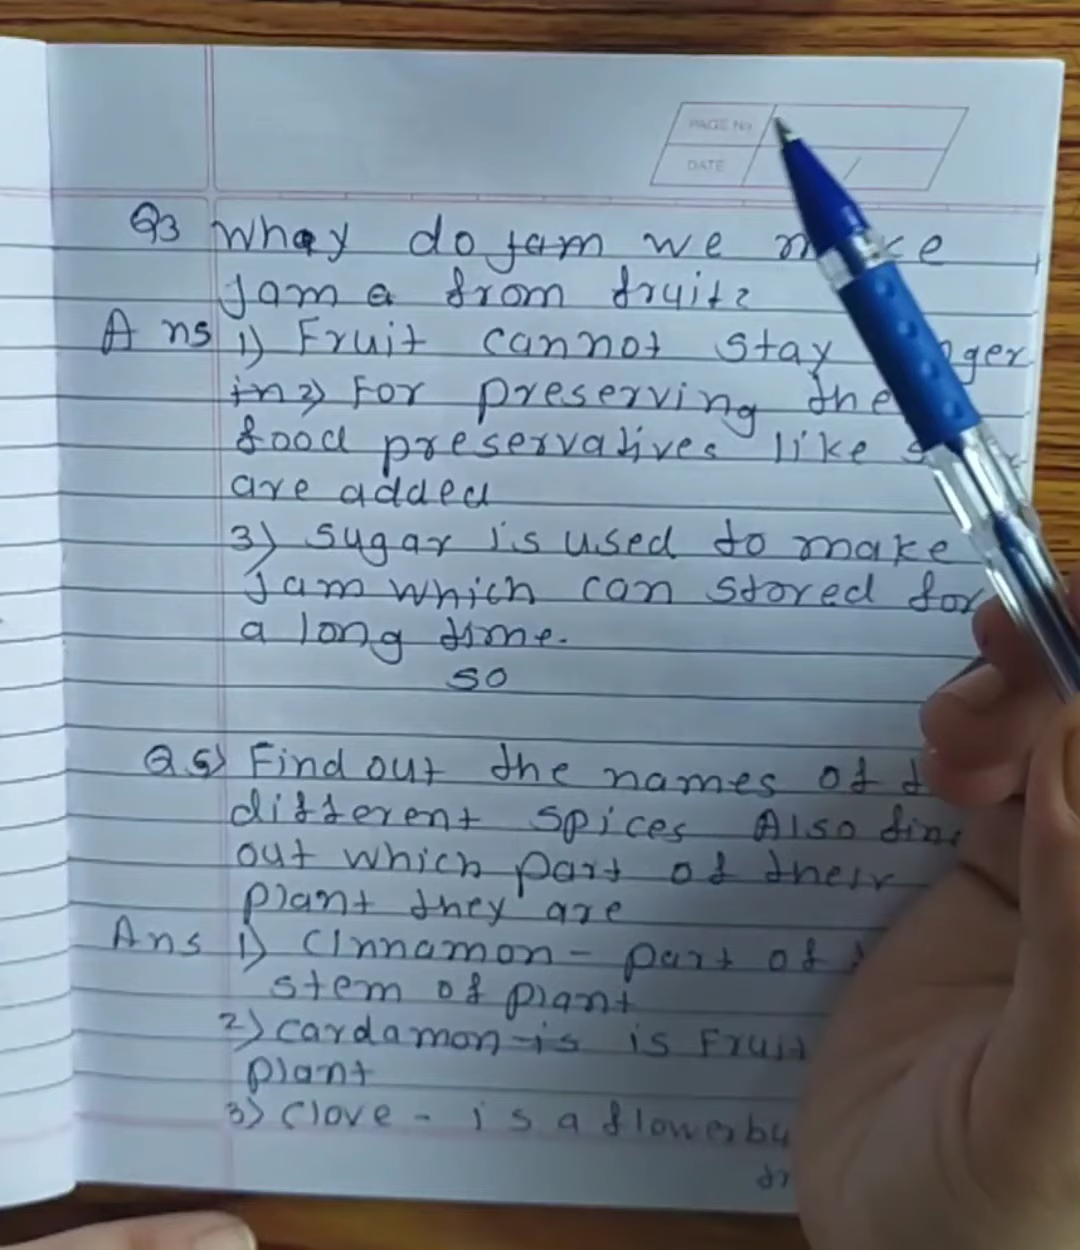 PAGE No.
DATE
Q3 Whay do jam we
Jam a from fruit?
Ans 1) Fruit cannot stay
in 2) For preserving the
food preservatives like
are added
3) Sugar is used to make
Jam which can stored for
a long time.
so
Q5) Find out the names of
different spices Also
out which part of their
plant they are
Ans 1) Cinnamon - part of
stem of plant
2) cardamon-is is Fruit
plant
3) Clove - is a